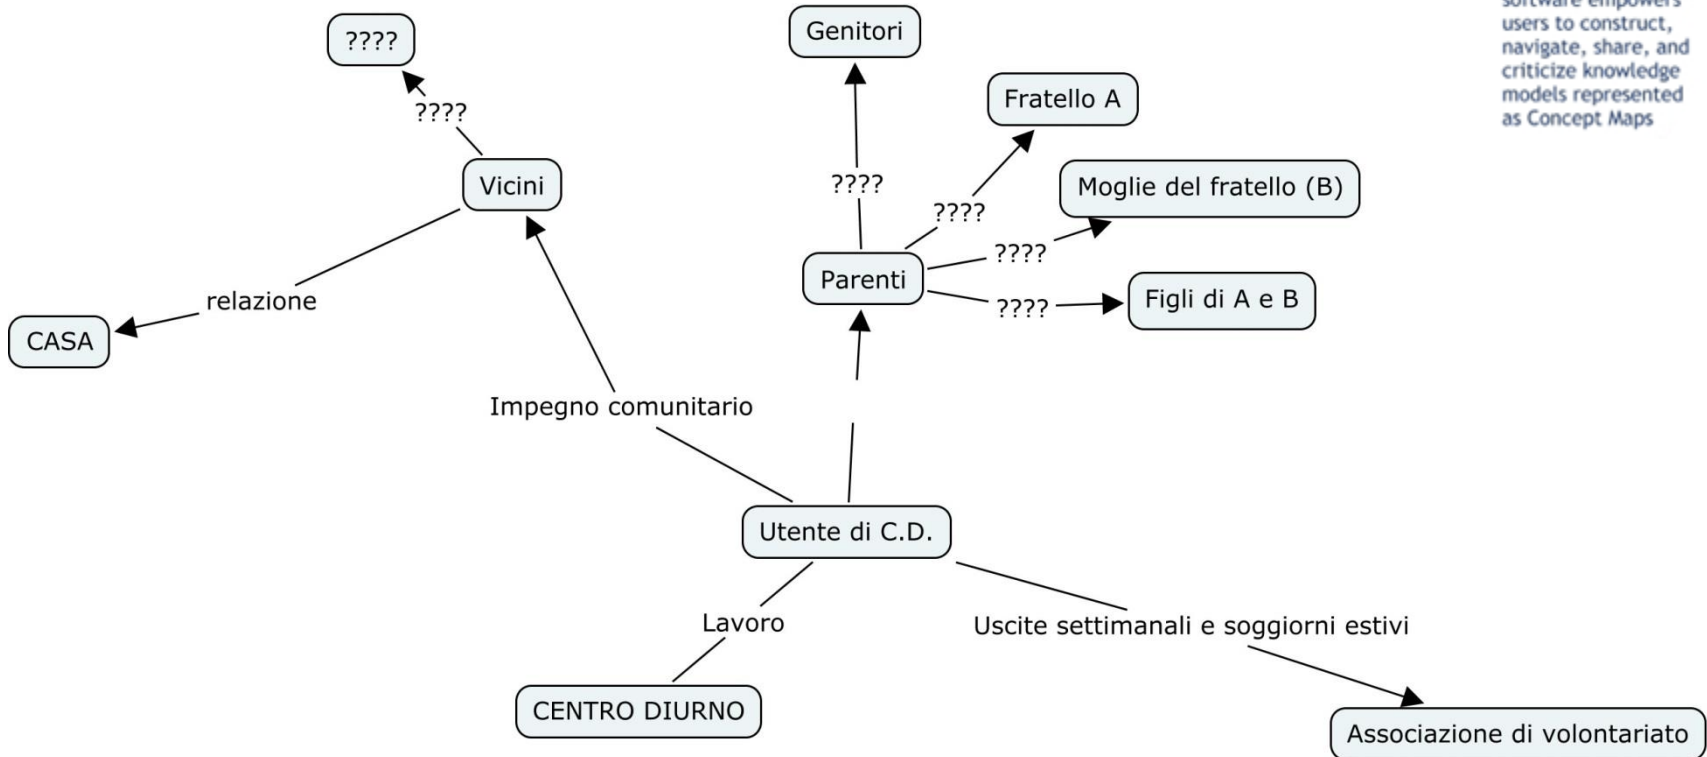 software empowers
users to construct,
navigate, share, and
criticize knowledge
models represented
as Concept Maps
????
Genitori
????
Fratello A
Vicini
????
Moglie del fratello (B)
????
????
Parenti
Figli di A e B
????
relazione
CASA
Impegno comunitario
Utente di C.D.
Lavoro
Uscite settimanali e soggiorni estivi
CENTRO DIURNO
Associazione di volontariato